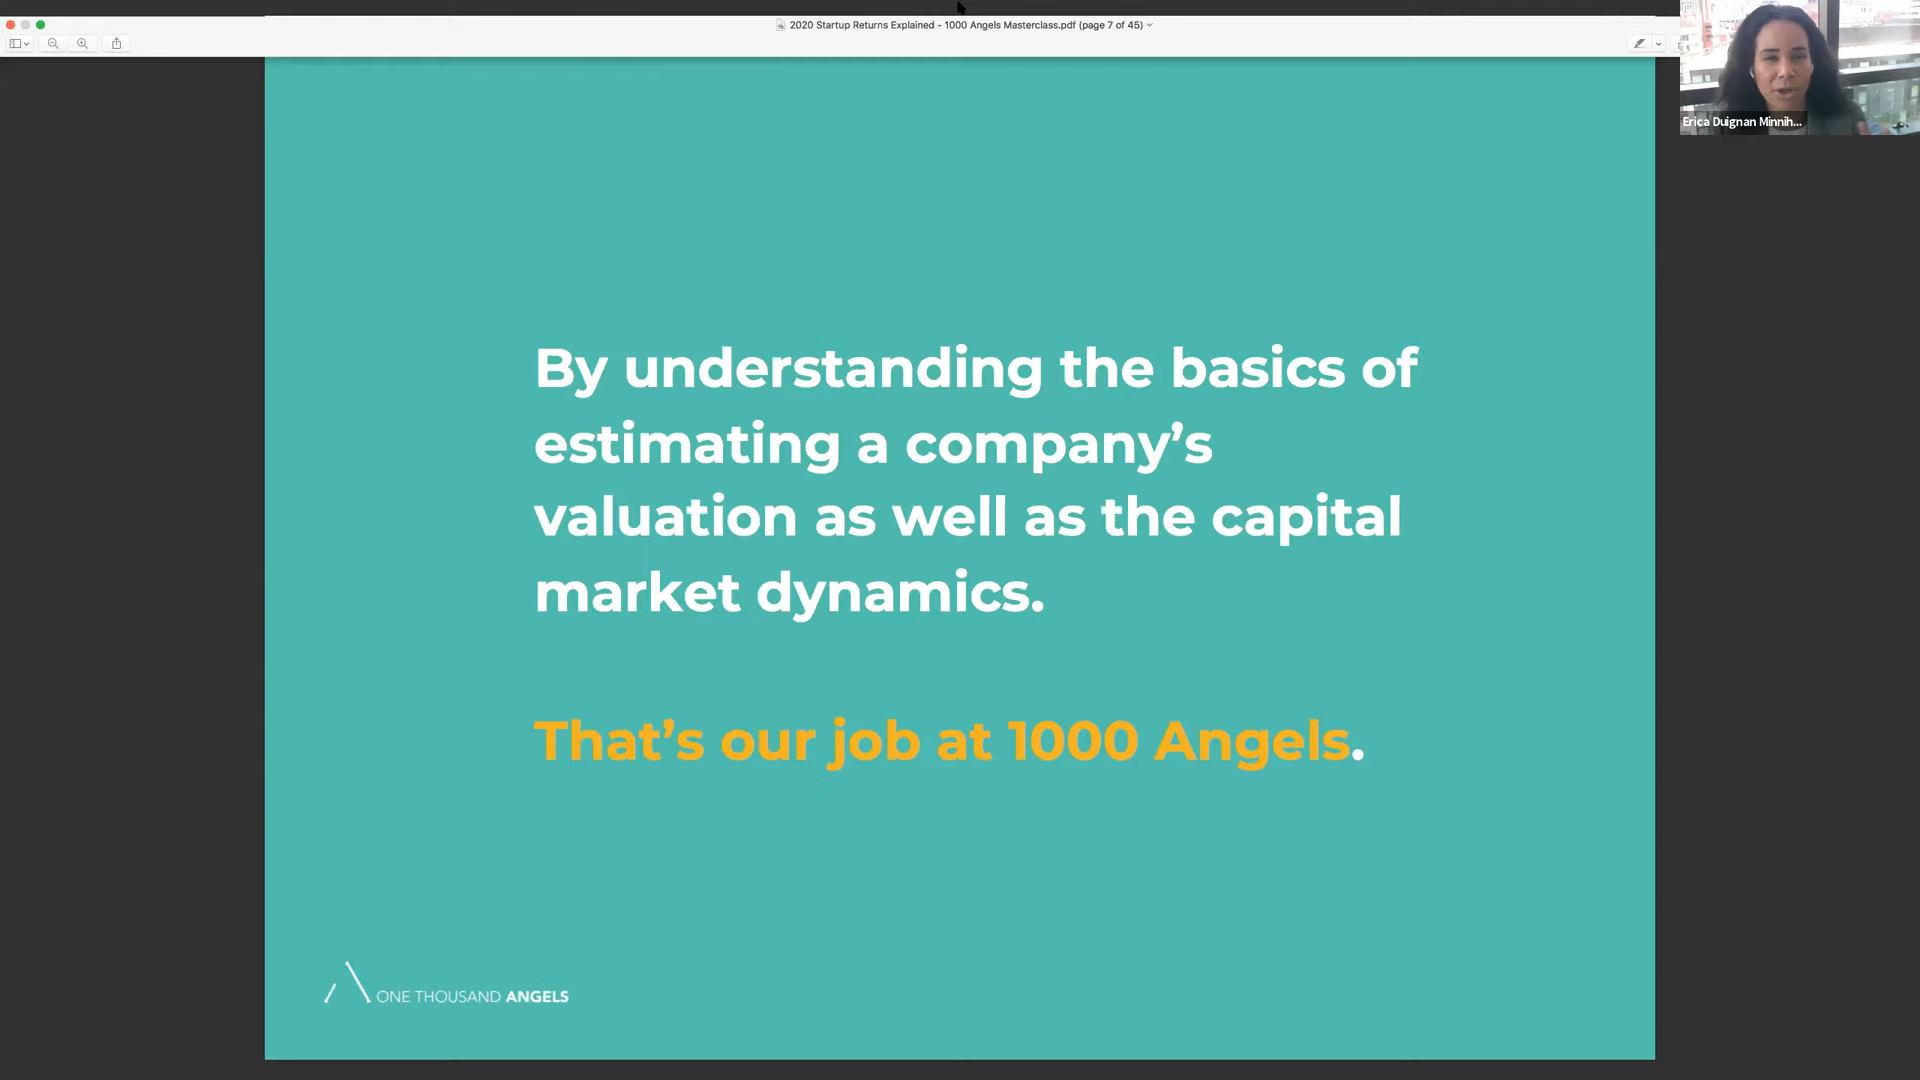 2020 Startup Returns Explained - 1000 Angels Masterclass.pdf (page 7 of 45)
Erica Duignan Minnih...
By understanding the basics of
estimating a company’s
valuation as well as the capital
market dynamics.
That’s our job at 1000 Angels.
ONE THOUSAND ANGELS